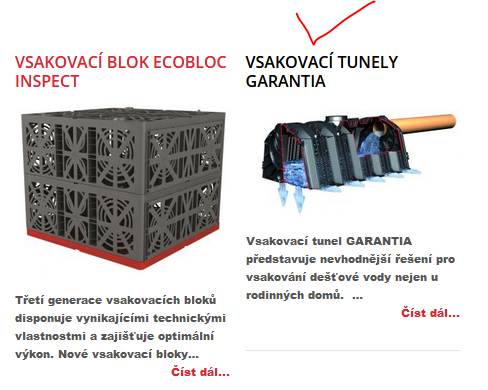 VSAKOVACÍ BLOK ECOBLOC
INSPECT
Třetí generace vsakovacích bloků
disponuje vynikajícími technickými
vlastnostmi a zajišťuje optimální
výkon. Nové vsakovací bloky...
Číst dál...
VSAKOVACÍ TUNELY
GARANTIA
Vsakovací tunel GARANTIA
představuje nevhodnější řešení pro
vsakování dešťové vody nejen u
rodinných domů.  ...
Číst dál...